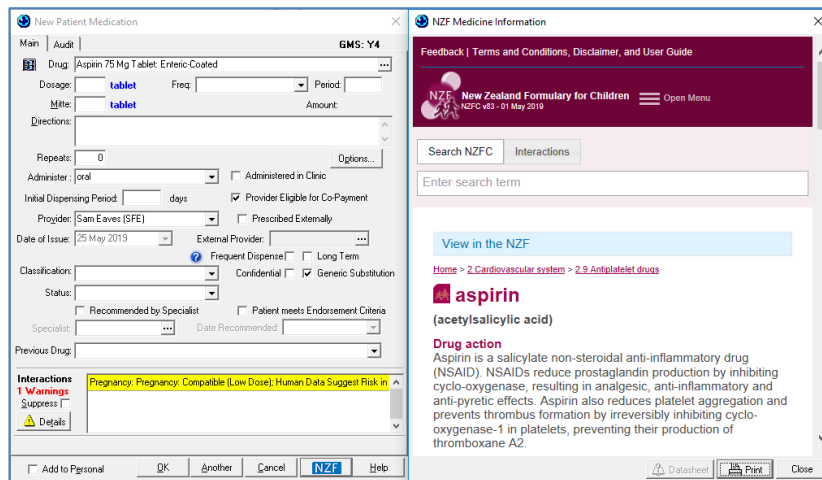 New Patient Medication
Main Audit GMS: Y4
Drug: Aspirin 75 Mg Tablet: Enteric-Coated ...
Dosage: tablet Freq: Period:
Mitte: tablet Amount:
Directions:
Repeats: 0 Options...
Administer : oral Administered in Clinic
Initial Dispensing Period: days Provider Eligible for Co-Payment
Provider: Sam Eaves (SFE) Prescribed Externally
Date of Issue: 25 May 2019 External Provider: ...
? Frequent Dispense Long Term
Classification: Confidential Generic Substitution
Status:
Recommended by Specialist Patient meets Endorsement Criteria
Specialist: ... Date Recommended:
Previous Drug:
Interactions
1 Warnings
Suppress
Details
Pregnancy: Pregnancy: Compatible (Low Dose); Human Data Suggest Risk in
Add to Personal OK Another Cancel NZF Help
NZF Medicine Information
Feedback | Terms and Conditions, Disclaimer, and User Guide
NZF New Zealand Formulary for Children Open Menu
NZFC v83 - 01 May 2019
Search NZFC Interactions
Enter search term
View in the NZF
Home > 2 Cardiovascular system > 2.9 Antiplatelet drugs
aspirin
(acetylsalicylic acid)
Drug action
Aspirin is a salicylate non-steroidal anti-inflammatory drug
(NSAID). NSAIDs reduce prostaglandin production by inhibiting
cyclo-oxygenase, resulting in analgesic, anti-inflammatory and
anti-pyretic effects. Aspirin also reduces platelet aggregation and
prevents thrombus formation by irreversibly inhibiting cyclo-
oxygenase-1 in platelets, preventing their production of
thromboxane A2.
Datasheet Print Close